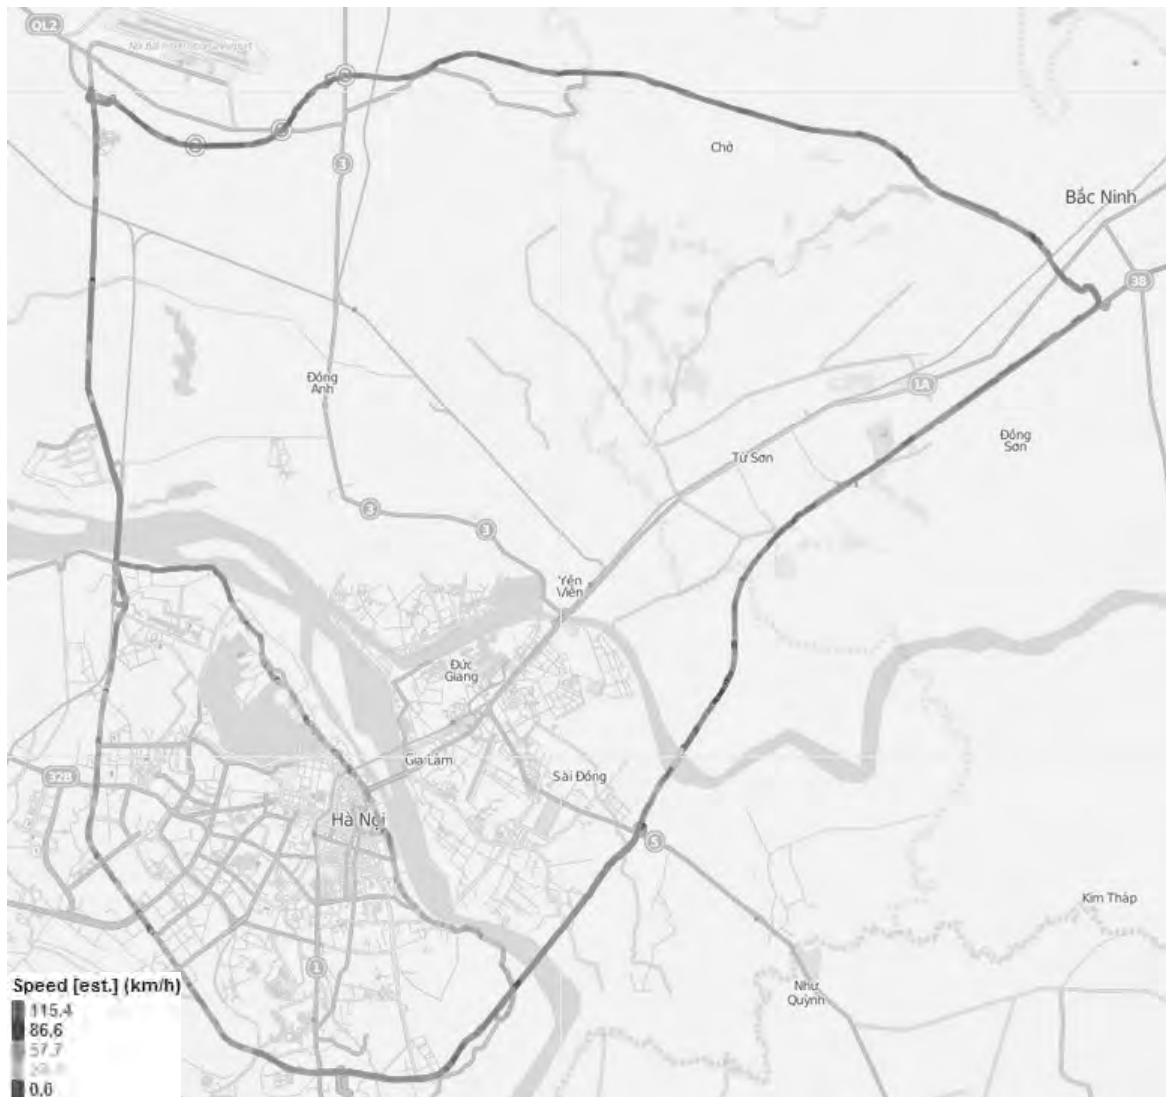 QL2
Chờ
Bắc Ninh
3
38
Đông
Anh
1A
Đồng
Sơn
Từ Sơn
3
3
Yên
Viên
Đức
Giang
Gia Lâm
Sài Đồng
32B
Hà Nội
5
Kim Tháp
1
Như
Quỳnh
Speed [est.] (km/h)
115,4
86,6
57,7
0,0